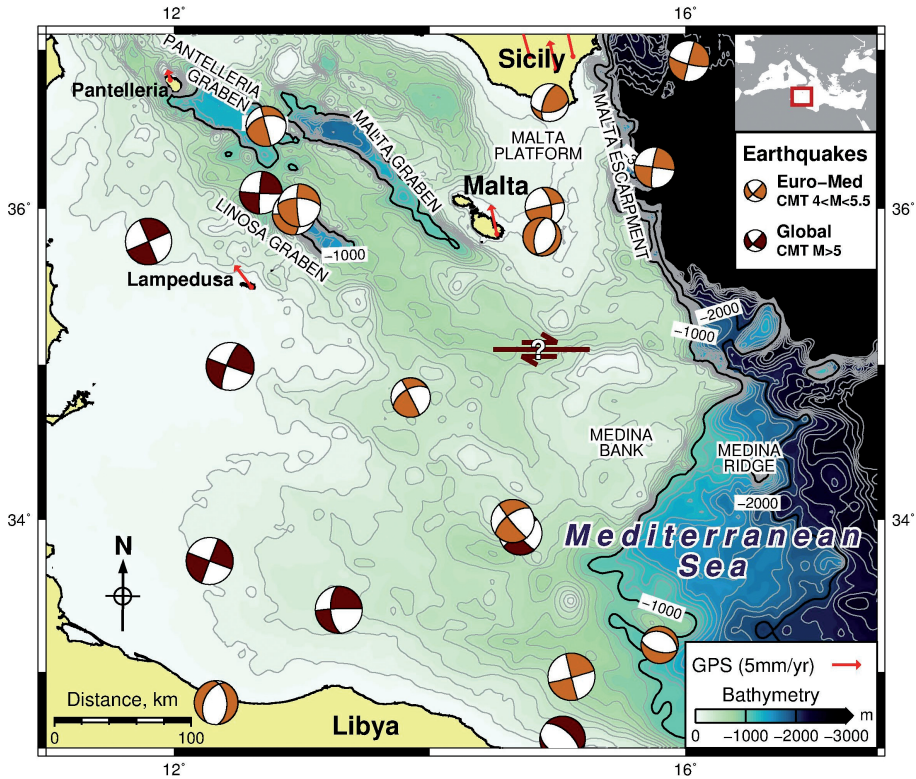 12°
16°
PANTELLERIA
GRABEN
Sicily
Pantelleria
MALTA GRABEN
MALTA
PLATFORM
MALTA ESCARPMENT
Earthquakes
Euro-Med
CMT 4<M<5.5
Global
CMT M>5
Malta
36°
36°
LINOSA GRABEN
−1000
Lampedusa
−2000
−1000
?
MEDINA
BANK
MEDINA
RIDGE
−2000
34°
34°
Mediterranean
Sea
N
−1000
GPS (5mm/yr)
Bathymetry
m
0 −1000 −2000 −3000
Distance, km
0 100
Libya
12°
16°